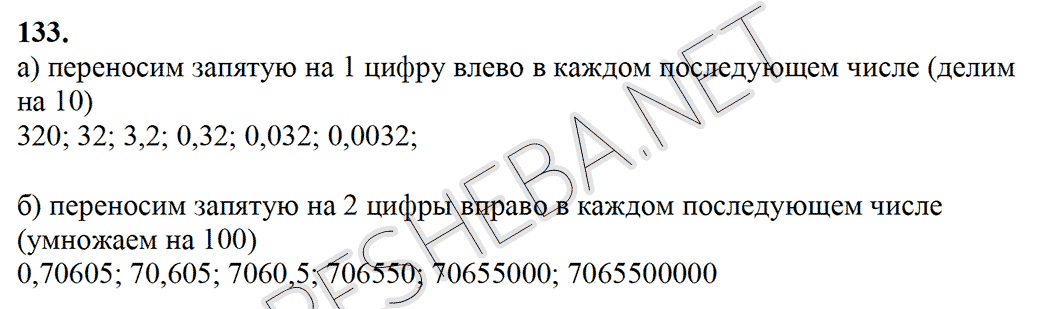 133.
а) переносим запятую на 1 цифру влево в каждом последующем числе (делим
на 10)
320; 32; 3,2; 0,32; 0,032; 0,0032;
б) переносим запятую на 2 цифры вправо в каждом последующем числе
(умножаем на 100)
0,70605; 70,605; 7060,5; 706550; 70655000; 7065500000
RESHEBA.NET